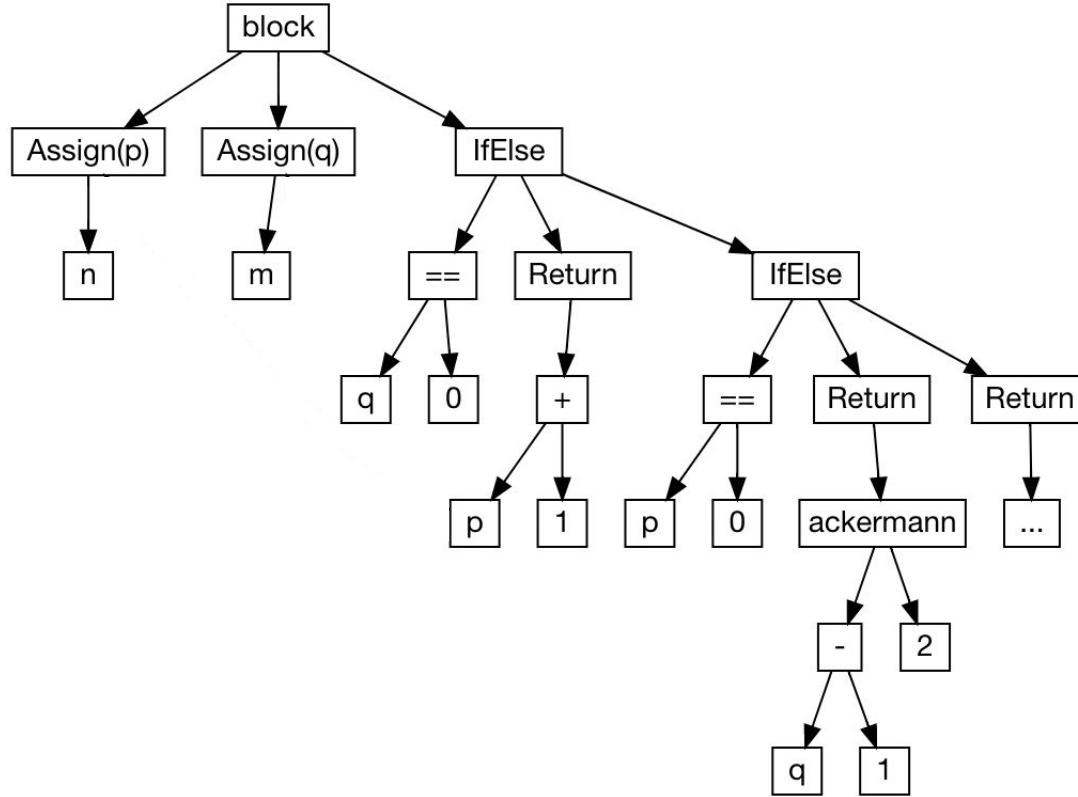 block
Assign(p) Assign(q) IfElse
n m == Return IfElse
q 0 + == Return Return
p 1 p 0 ackermann ...
- 2
q 1